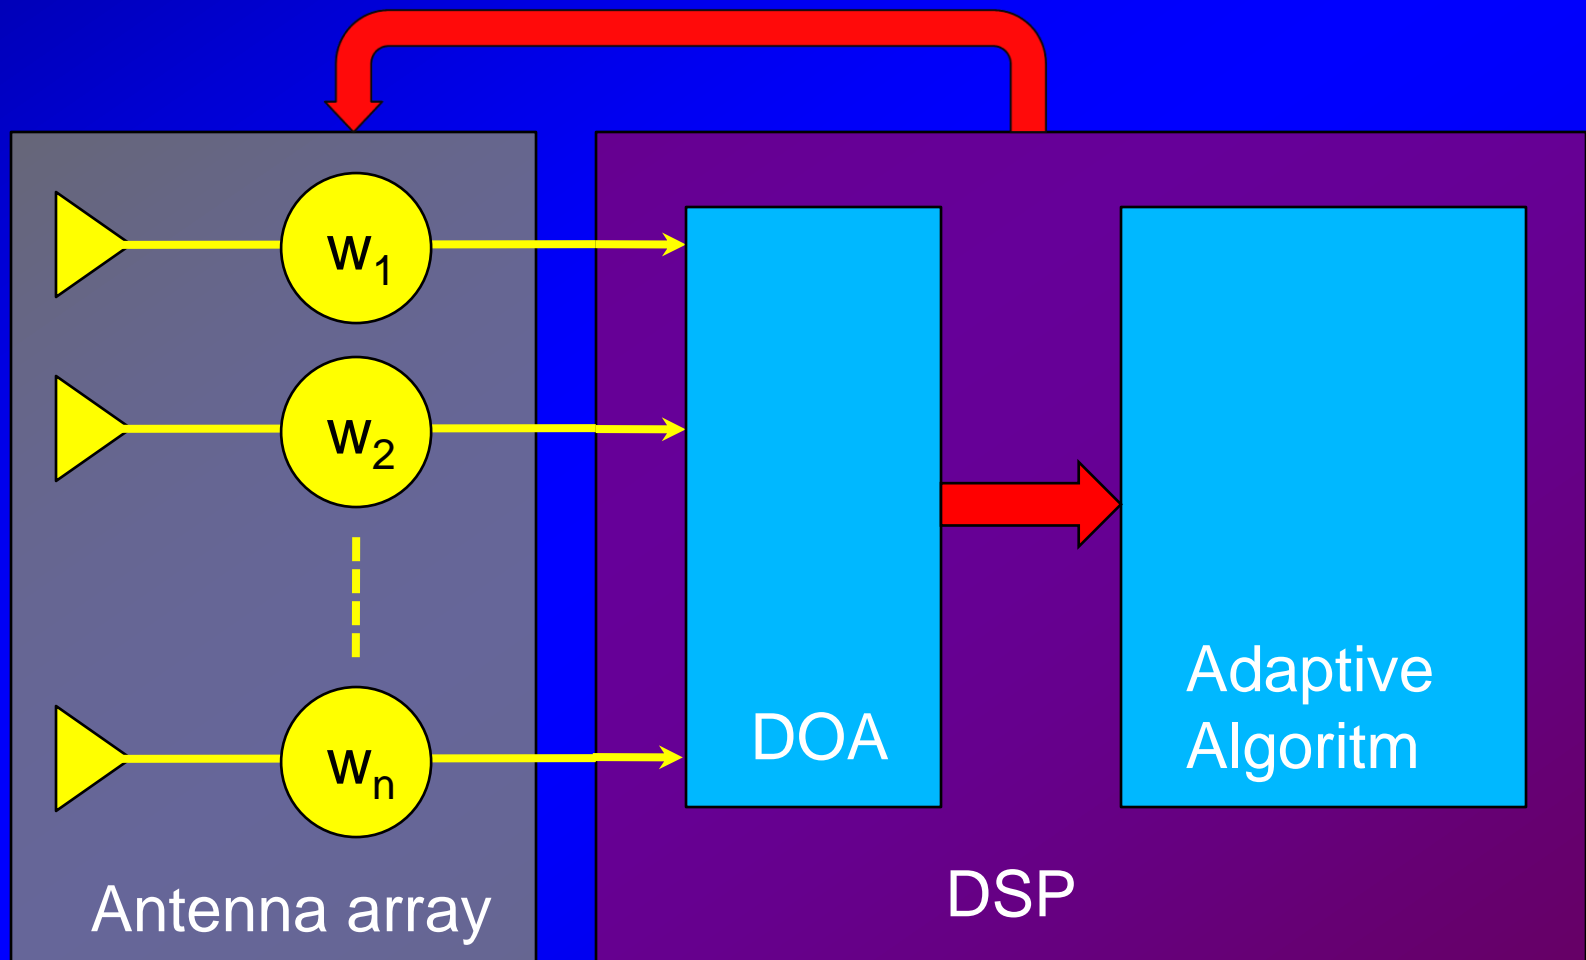 w₁
w₂
wₙ
Antenna array
DOA
Adaptive
Algoritm
DSP